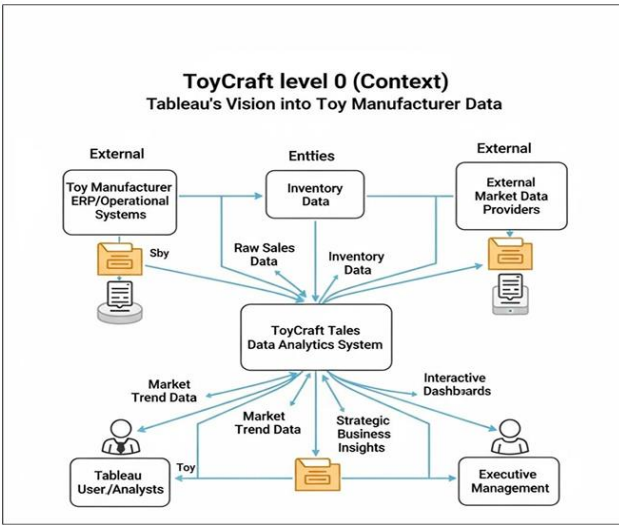 ToyCraft level 0 (Context)
Tableau's Vision into Toy Manufacturer Data
External
Entties
External
Toy Manufacturer
ERP/Operational
Systems
Inventory
Data
External
Market Data
Providers
Sby
Raw Sales
Data
Inventory
Data
ToyCraft Tales
Data Analytics System
Market
Trend Data
Market
Trend Data
Strategic
Business
Insights
Interactive
Dashboards
Tableau
User./Analysts
Toy
Executive
Management